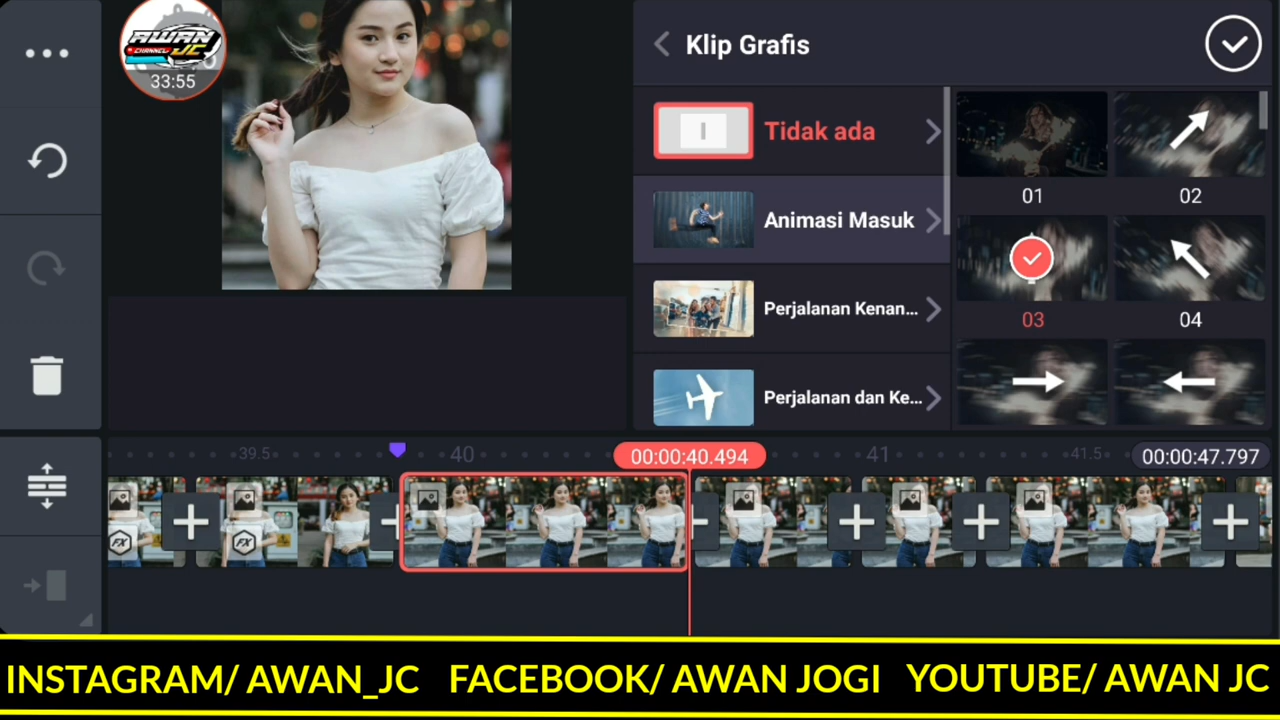 AWAN
CHANNEL JC
33:55
Klip Grafis
Tidak ada
Animasi Masuk
Perjalanan Kenan...
Perjalanan dan Ke...
01
02
03
04
39.5
40
00:00:40.494
41
41.5
00:00:47.797
FX
FX
INSTAGRAM/ AWAN_JC FACEBOOK/ AWAN JOGI YOUTUBE/ AWAN JC